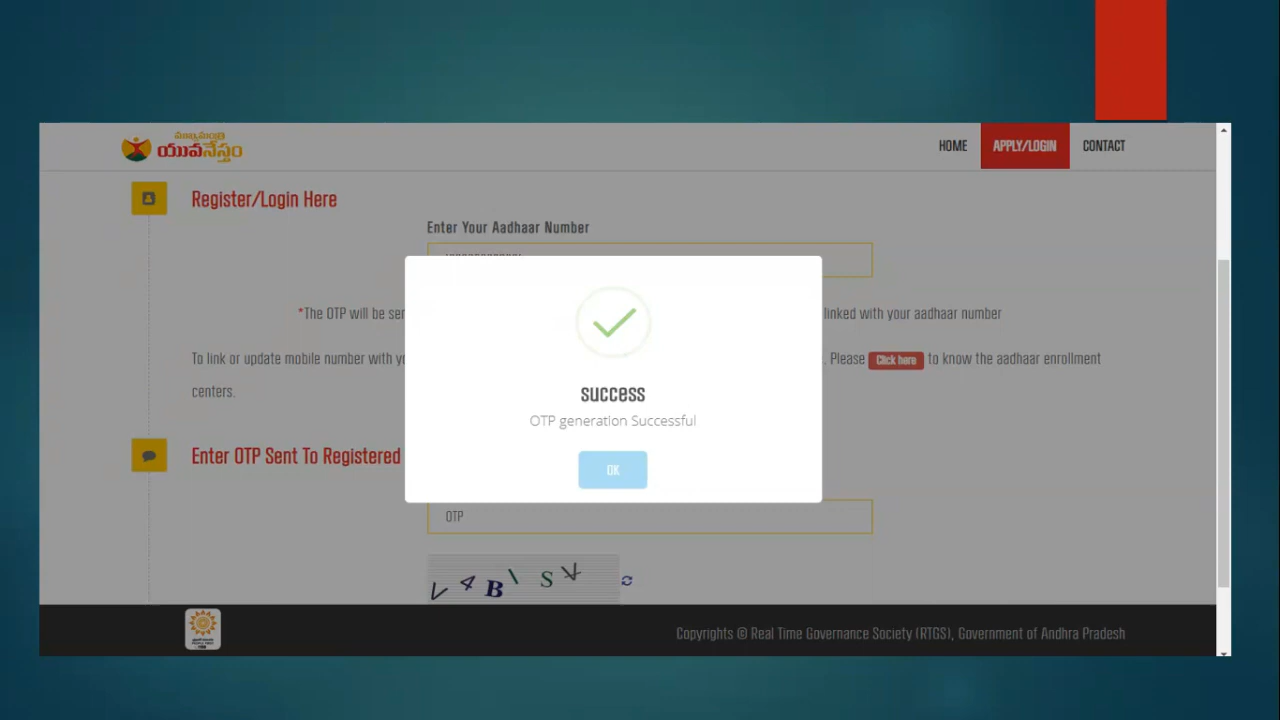 ముఖ్యమంత్రి
యువనేస్తం
HOME
APPLY/LOGIN
CONTACT
Register/Login Here
Enter Your Aadhaar Number
*The OTP will be
linked with your aadhaar number
To link or update mobile number with
. Please Click here to know the aadhaar enrollment
centers.
success
OTP generation Successful
OK
Enter OTP Sent To Registered
OTP
Copyrights © Real Time Governance Society (RTGS), Government of Andhra Pradesh